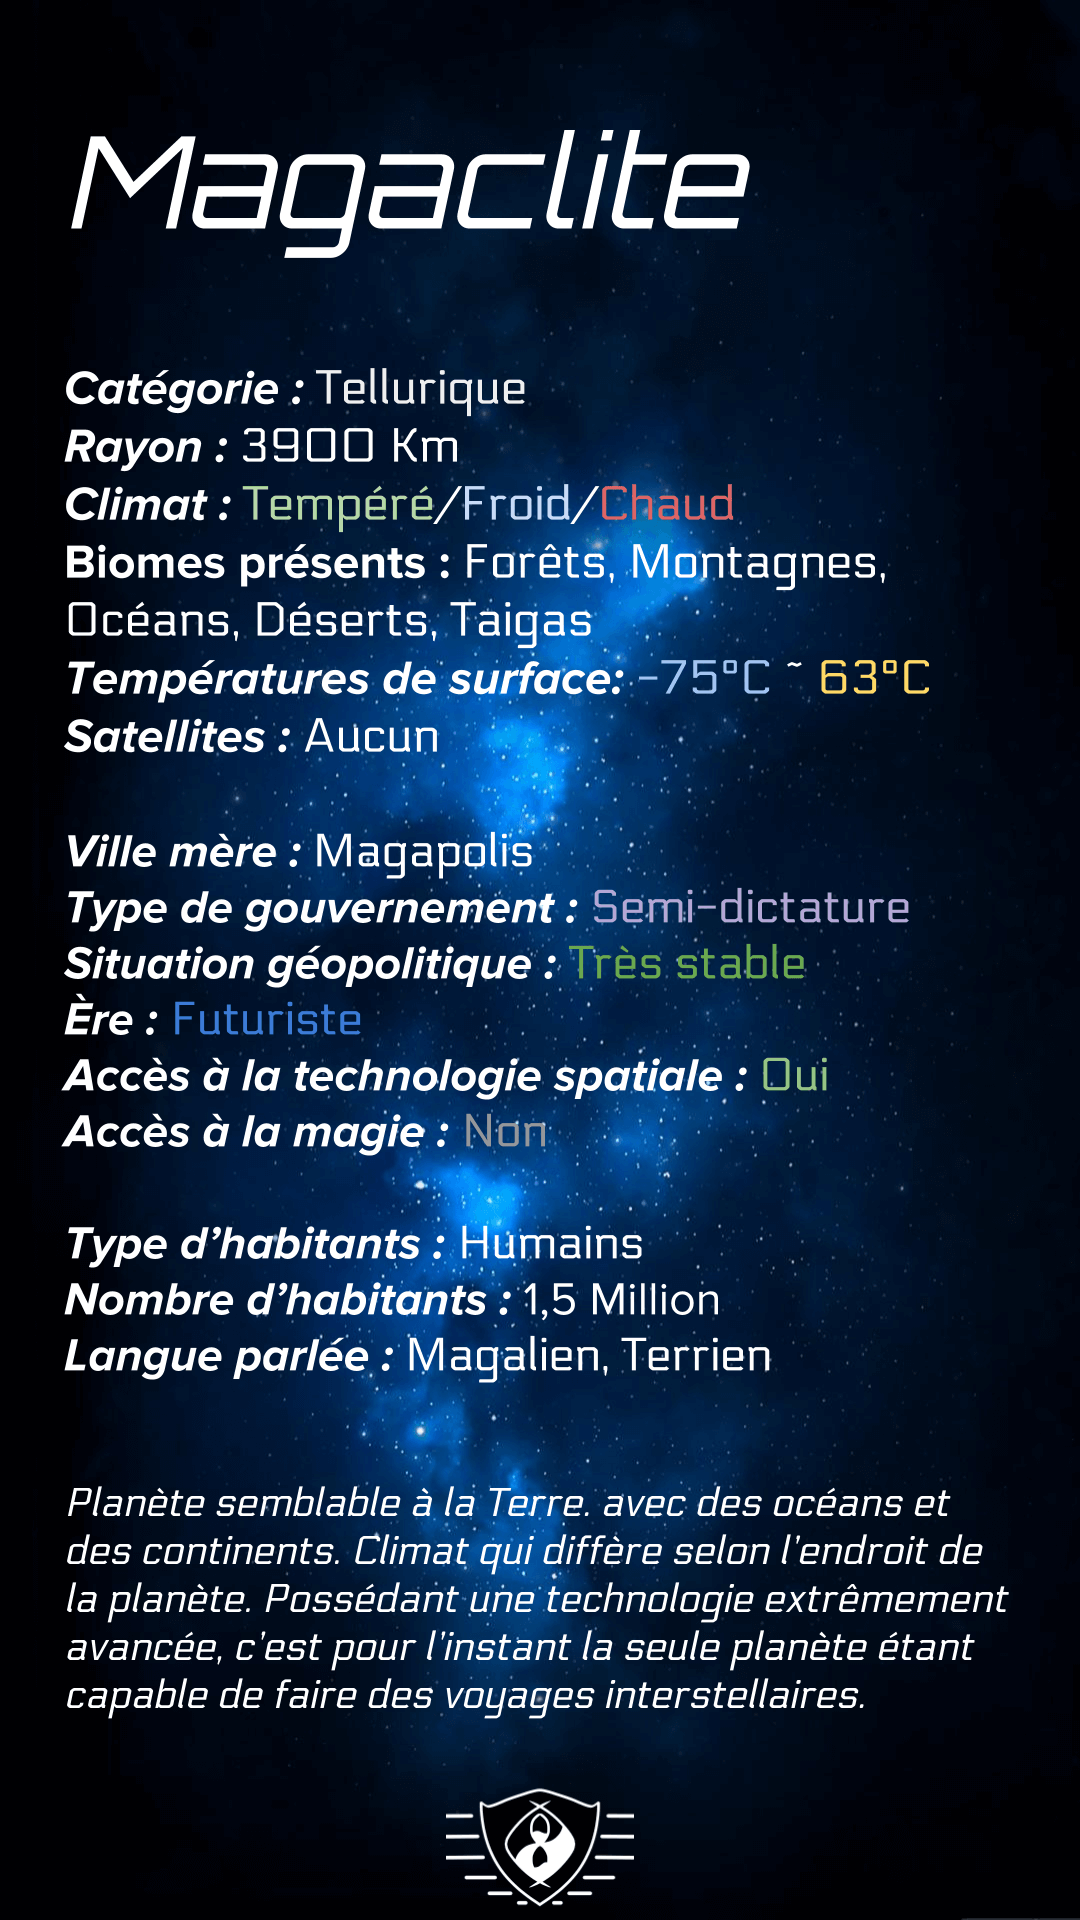 Magaclite
Catégorie : Tellurique
Rayon : 3900 Km
Climat : Tempéré/Froid/Chaud
Biomes présents : Forêts, Montagnes,
Océans, Déserts, Taigas
Températures de surface: -75°C ~ 63°C
Satellites : Aucun
Ville mère : Magapolis
Type de gouvernement : Semi-dictature
Situation géopolitique : Très stable
Ère : Futuriste
Accès à la technologie spatiale : Oui
Accès à la magie : Non
Type d'habitants : Humains
Nombre d'habitants : 1,5 Million
Langue parlée : Magalien, Terrien
Planète semblable à la Terre. avec des océans et
des continents. Climat qui diffère selon l'endroit de
la planète. Possédant une technologie extrêmement
avancée, c'est pour l'instant la seule planète étant
capable de faire des voyages interstellaires.